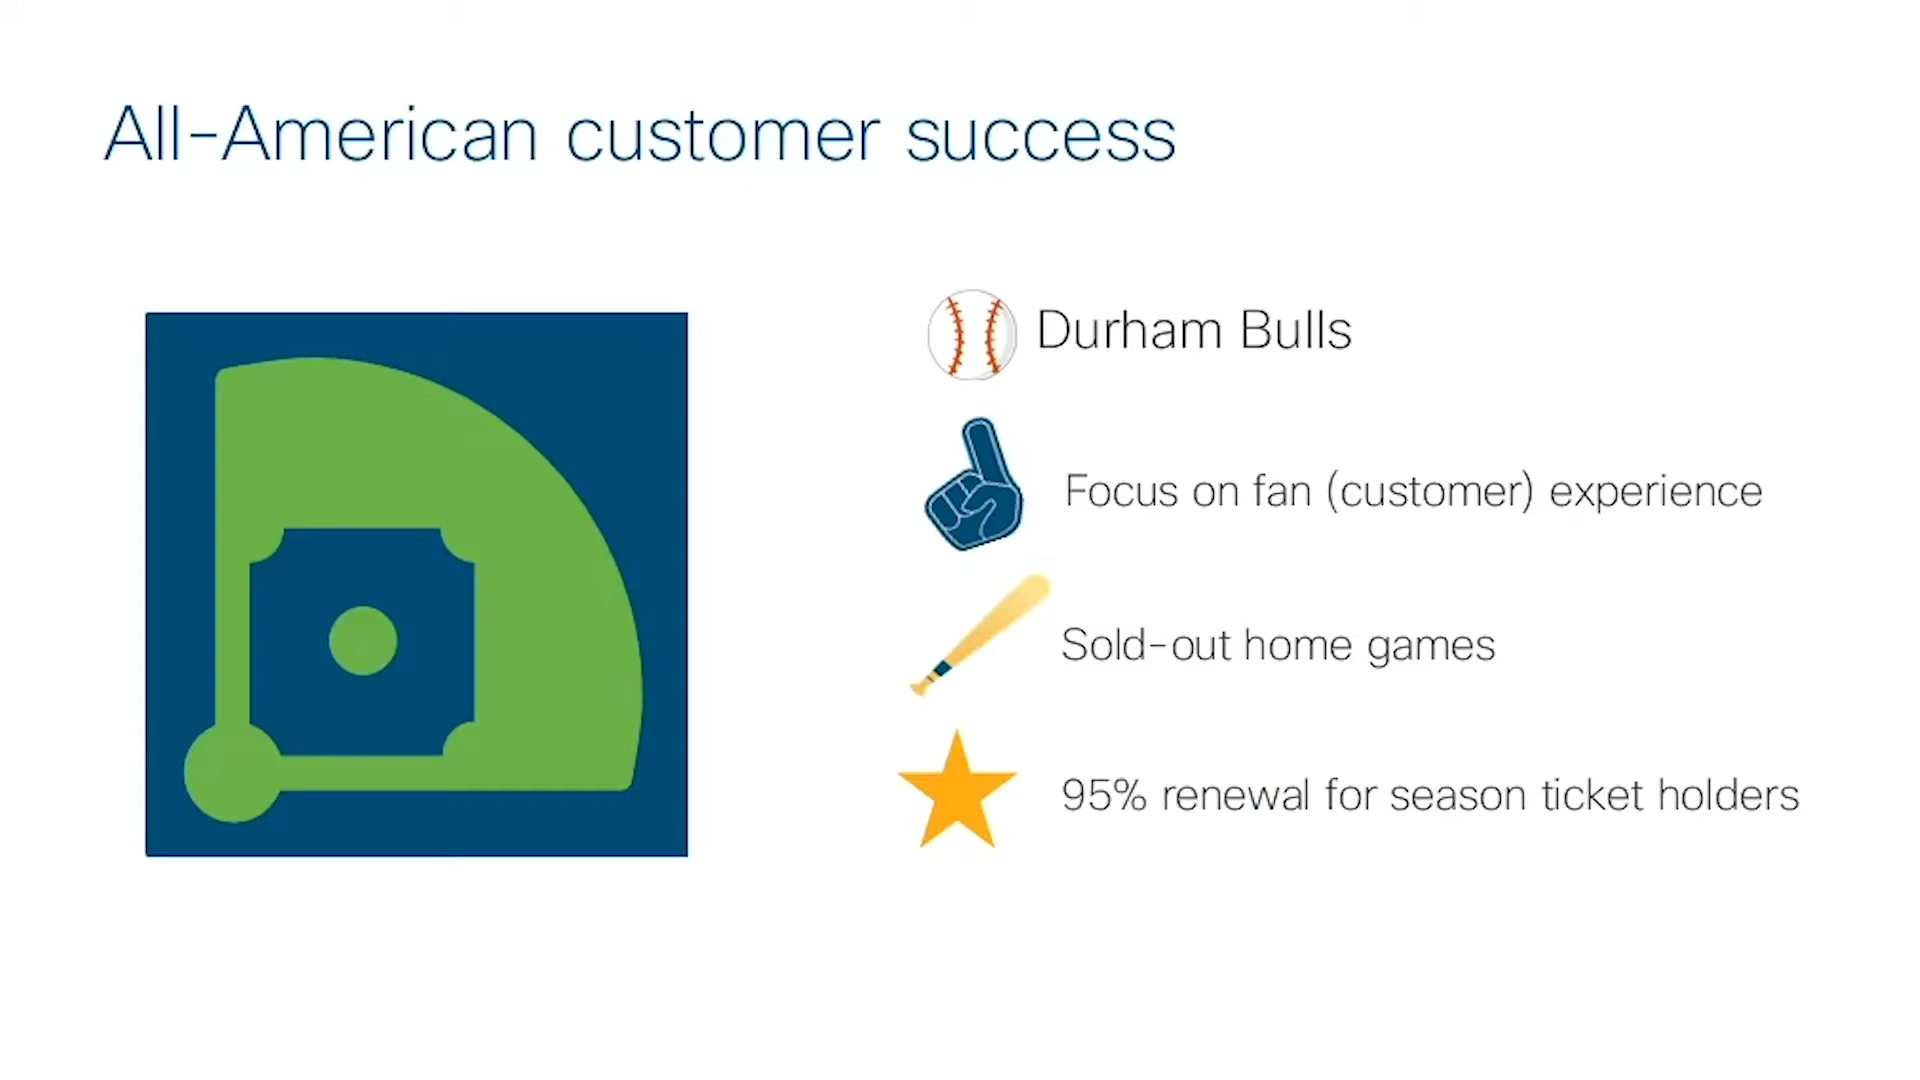 All-American customer success
Durham Bulls
Focus on fan (customer) experience
Sold-out home games
95% renewal for season ticket holders